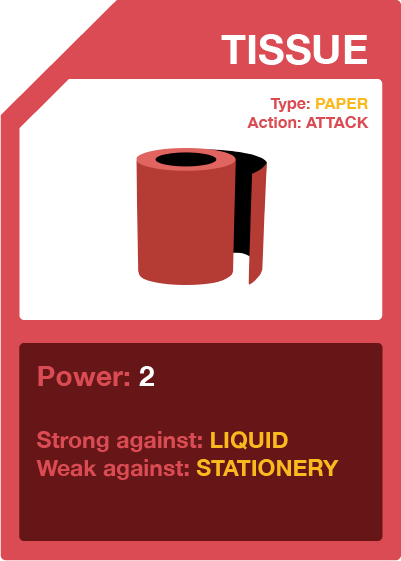 TISSUE
Type: PAPER
Action: ATTACK
Power: 2
Strong against: LIQUID
Weak against: STATIONERY